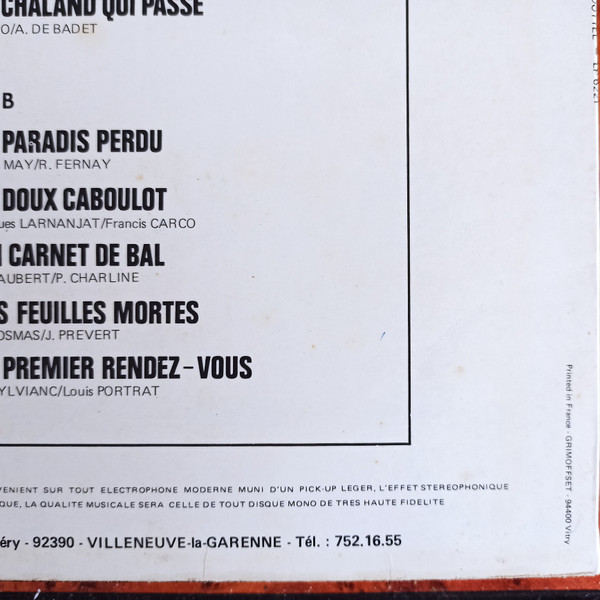 CHALAND QUI PASSE
O/A. DE BADET
B
PARADIS PERDU
MAY/R. FERNAY
DOUX CABOULOT
ues LARNANJAT/Francis CARCO
CARNET DE BAL
AUBERT/P. CHARLINE
S FEUILLES MORTES
OSMAS/J. PREVERT
PREMIER RENDEZ-VOUS
YLVIANC/Louis PORTRAT
VENIENT SUR TOUT ELECTROPHONE MODERNE MUNI D'UN PICK-UP LEGER, L'EFFET STEREOPHONIQUE
QUE, LA QUALITE MUSICALE SERA CELLE DE TOUT DISQUE MONO DE TRES HAUTE FIDELITE
éry - 92390 - VILLENEUVE-la-GARENNE - Tél. : 752.16.55
Printed in France - GRIMOFFSET - 94400 Vitry